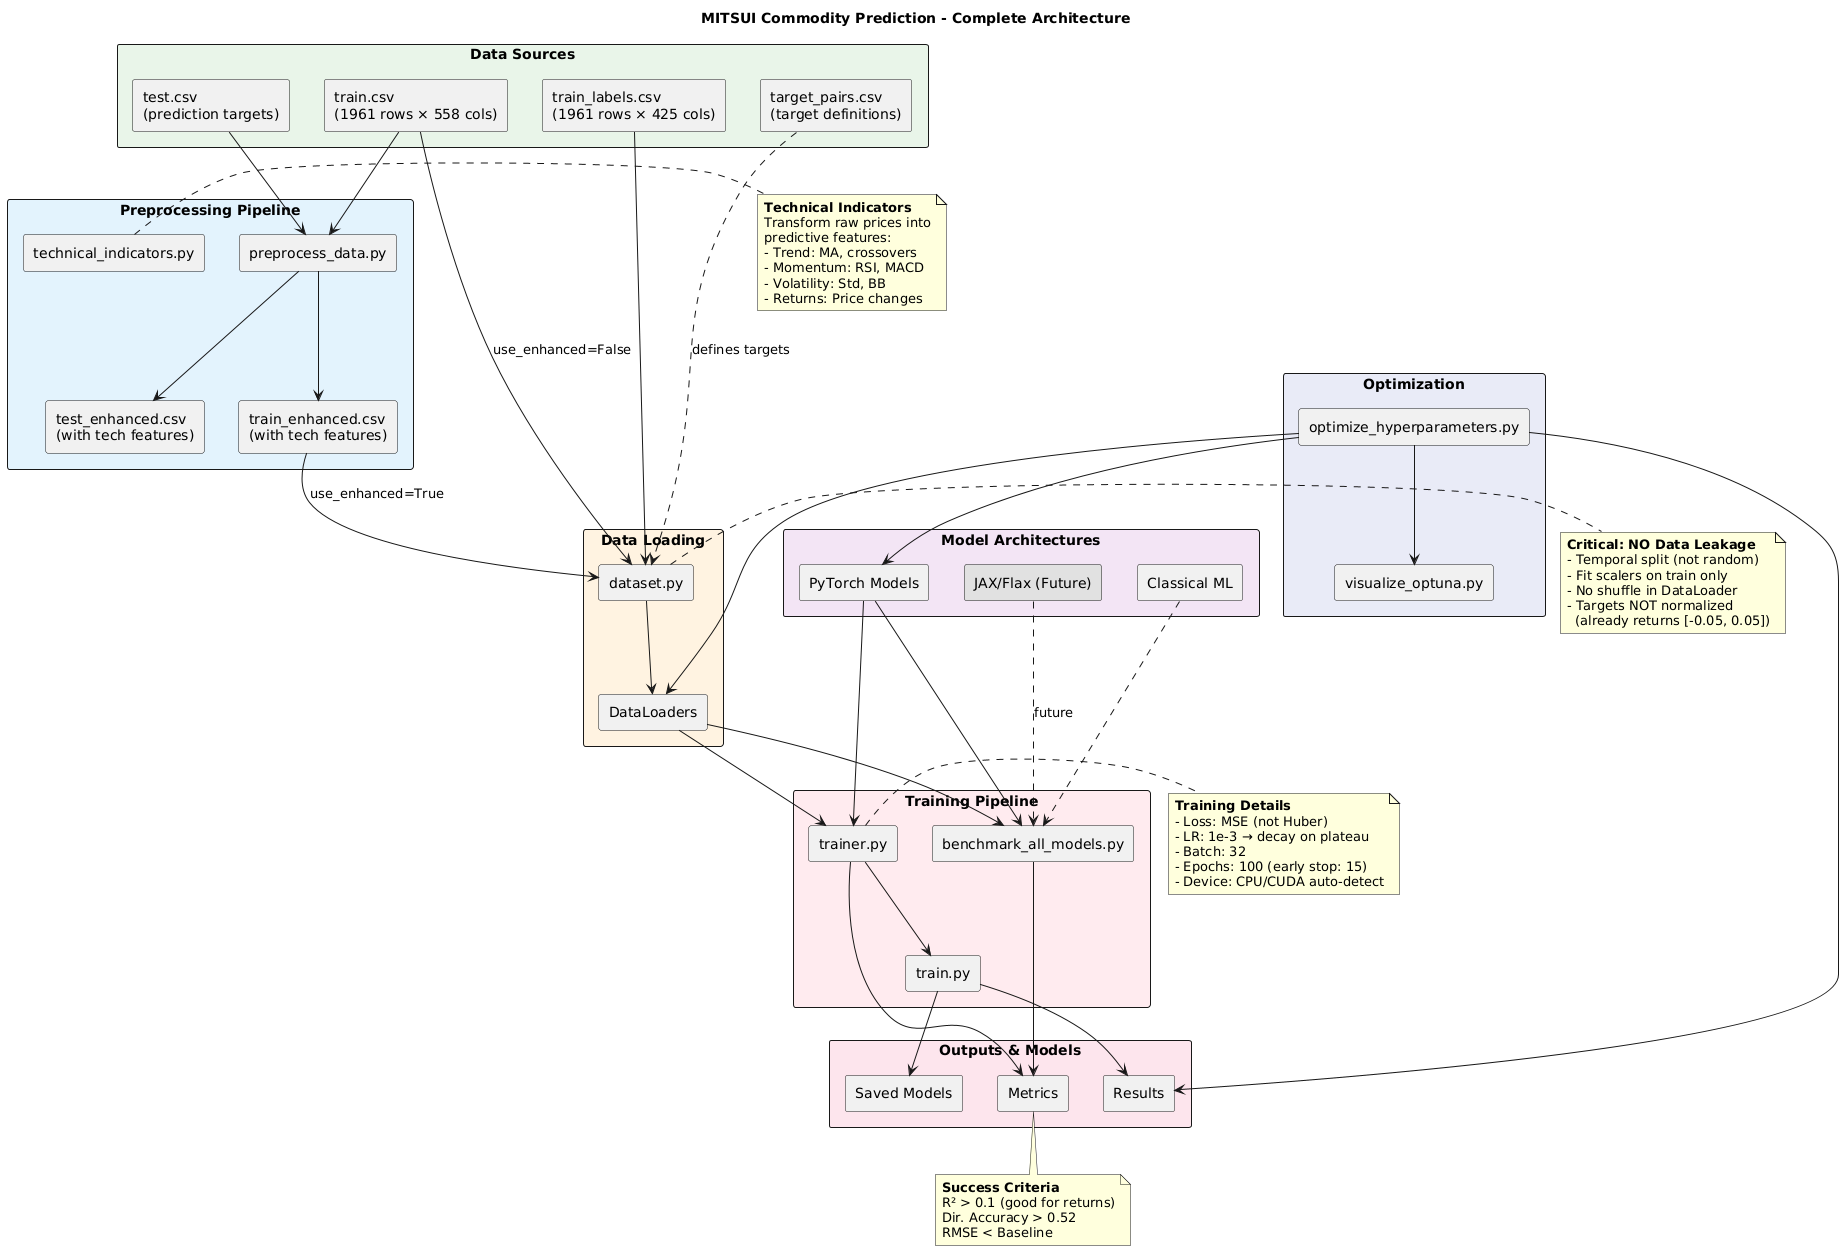 MITSUI Commodity Prediction - Complete Architecture
Data Sources
test.csv
(prediction targets)
train.csv
(1961 rows × 558 cols)
train_labels.csv
(1961 rows × 425 cols)
target_pairs.csv
(target definitions)
Preprocessing Pipeline
technical_indicators.py
preprocess_data.py
Technical Indicators
Transform raw prices into
predictive features:
- Trend: MA, crossovers
- Momentum: RSI, MACD
- Volatility: Std, BB
- Returns: Price changes
use_enhanced=False
defines targets
test_enhanced.csv
(with tech features)
train_enhanced.csv
(with tech features)
use_enhanced=True
Optimization
optimize_hyperparameters.py
visualize_optuna.py
Data Loading
dataset.py
DataLoaders
Model Architectures
PyTorch Models
JAX/Flax (Future)
Classical ML
Critical: NO Data Leakage
- Temporal split (not random)
- Fit scalers on train only
- No shuffle in DataLoader
- Targets NOT normalized
(already returns [-0.05, 0.05])
future
Training Pipeline
trainer.py
benchmark_all_models.py
train.py
Training Details
- Loss: MSE (not Huber)
- LR: 1e-3 → decay on plateau
- Batch: 32
- Epochs: 100 (early stop: 15)
- Device: CPU/CUDA auto-detect
Outputs & Models
Saved Models
Metrics
Results
Success Criteria
R² > 0.1 (good for returns)
Dir. Accuracy > 0.52
RMSE < Baseline